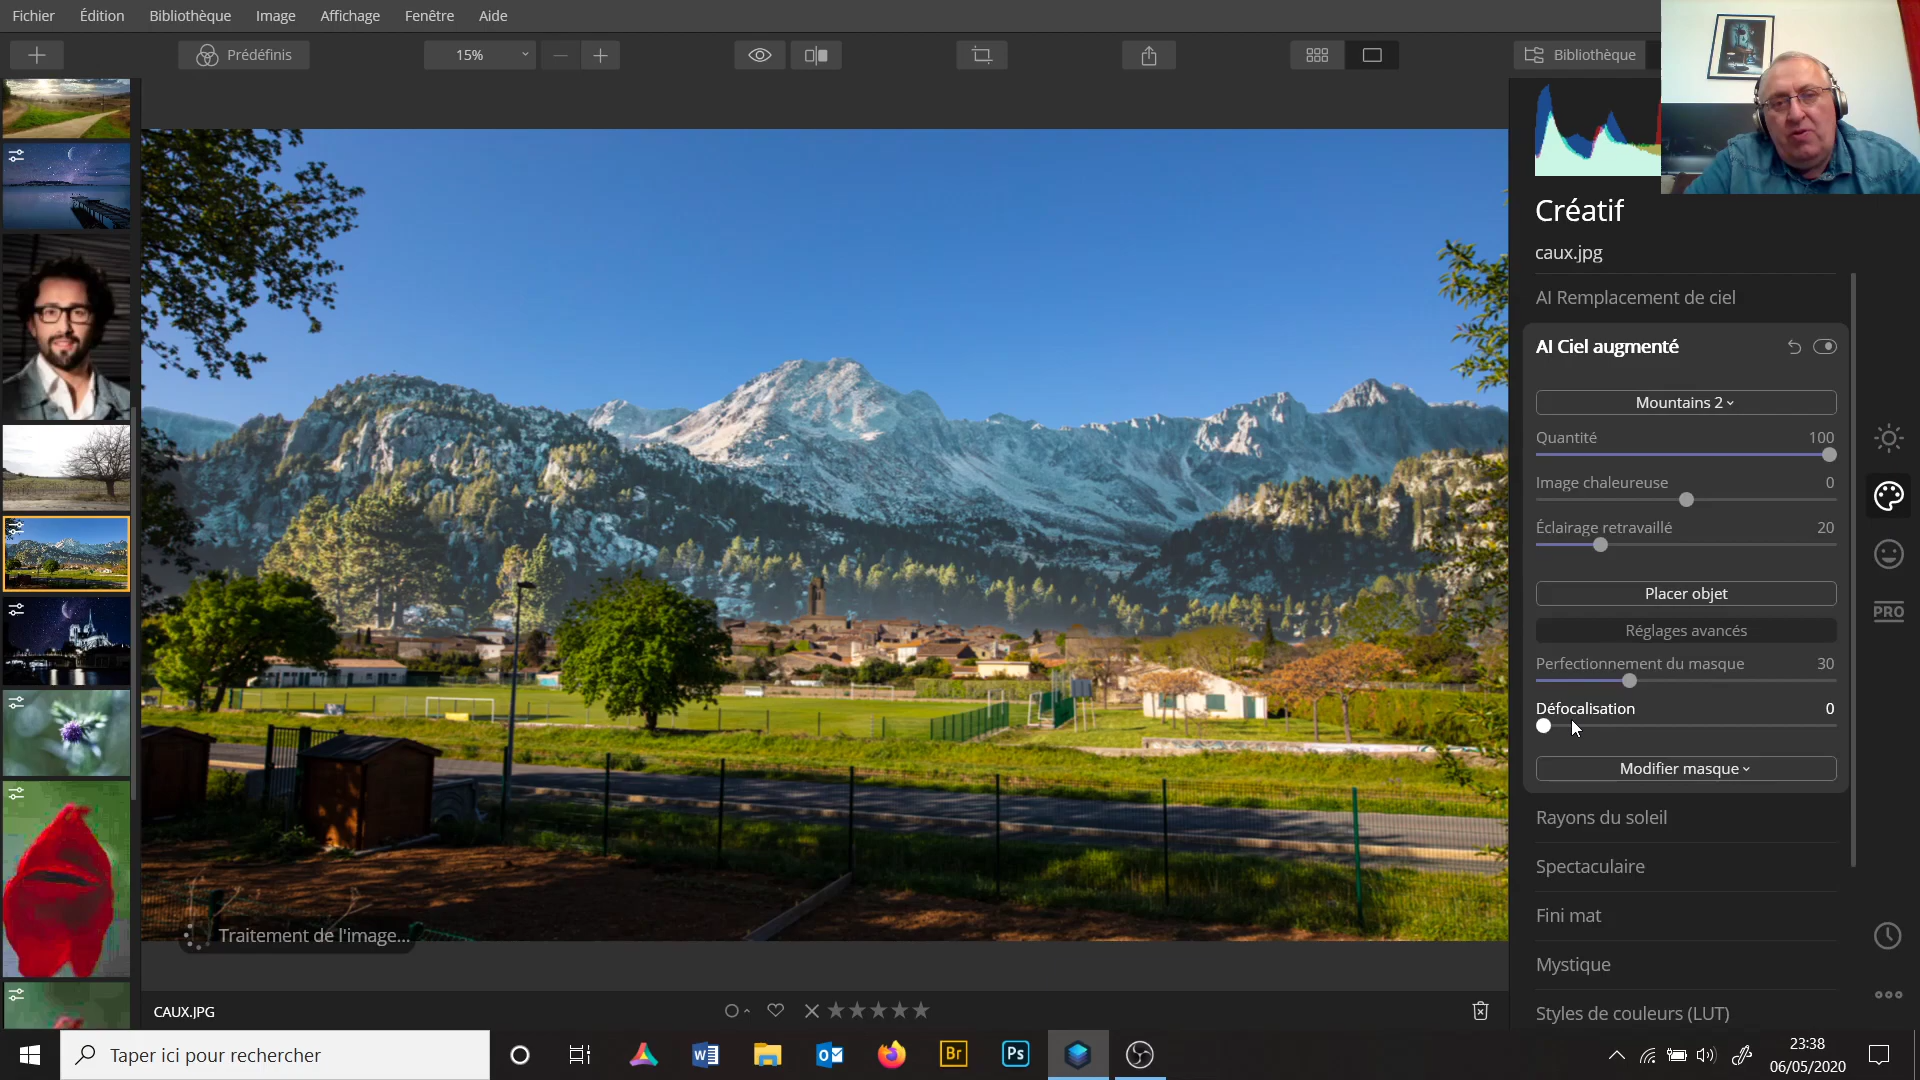 Fichier Édition Bibliothèque Image Affichage Fenêtre Aide
Prédéfinis 15% Bibliothèque
Créatif
caux.jpg
AI Remplacement de ciel
AI Ciel augmenté
Mountains 2
Quantité 100
Image chaleureuse 0
Éclairage retravaillé 20
Placer objet
Réglages avancés
Perfectionnement du masque 30
Défocalisation 0
Modifier masque
PRO
Rayons du soleil
Spectaculaire
Fini mat
Mystique
Styles de couleurs (LUT)
Traitement de l'image...
CAUX.JPG
Taper ici pour rechercher
Br
Ps
23:38
06/05/2020